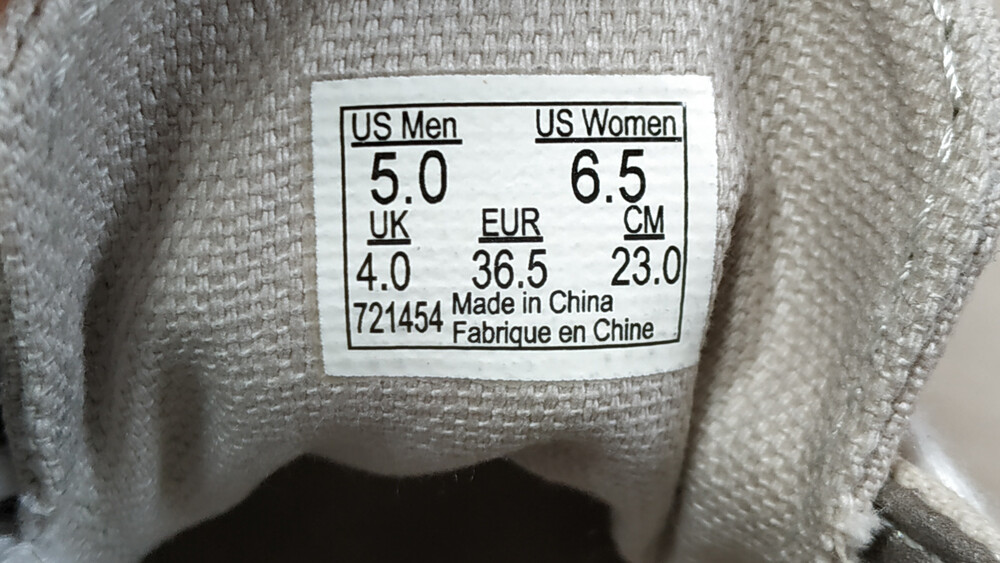 US Men US Women
5.0 6.5
UK EUR CM
4.0 36.5 23.0
721454 Made in China
Fabrique en Chine